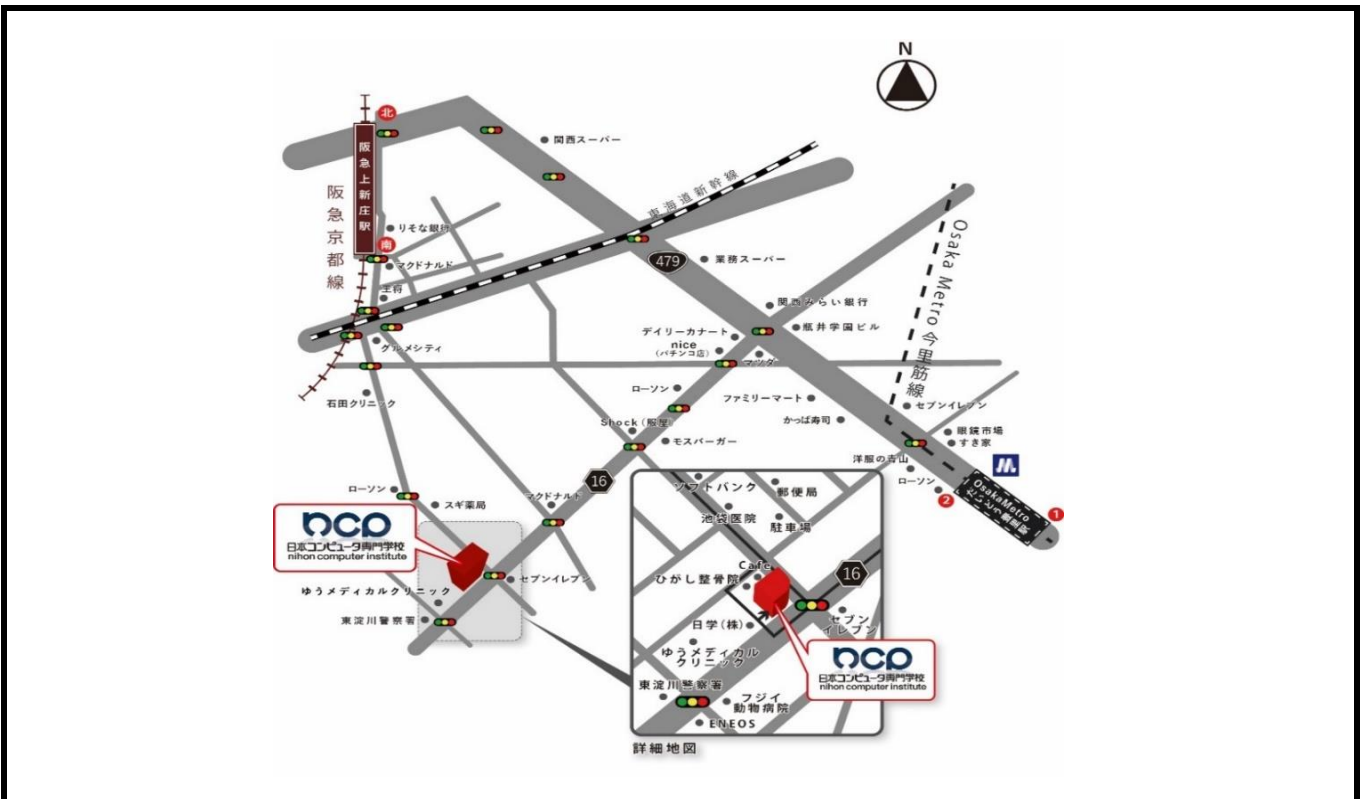 N
北
阪急上新庄駅
阪急京都線
関西スーパー
東海道新幹線
りそな銀行
南
マクドナルド
王将
479
業務スーパー
Osaka Metro 今里筋線
関西みらい銀行
瓶井学園ビル
デイリーカナート
nice
(パチンコ店)
マツダ
グルメシティ
石田クリニック
ローソン
ファミリーマート
セブンイレブン
かっぱ寿司
Shock (服屋)
モスバーガー
眼鏡市場
すき家
洋服の青山
ローソン
2
1
OsakaMetro
16
マクドナルド
ローソン
スギ薬局
ncp
日本コンピュータ専門学校
nihon computer institute
セブンイレブン
ゆうメディカルクリニック
東淀川警察署
ソフトバンク
郵便局
池袋医院
駐車場
Cafe
ひがし整骨院
16
日学(株)
セブン
イレブン
ゆうメディカル
クリニック
ncp
日本コンピュータ専門学校
nihon computer institute
東淀川警察署
フジイ
動物病院
ENEOS
詳細地図